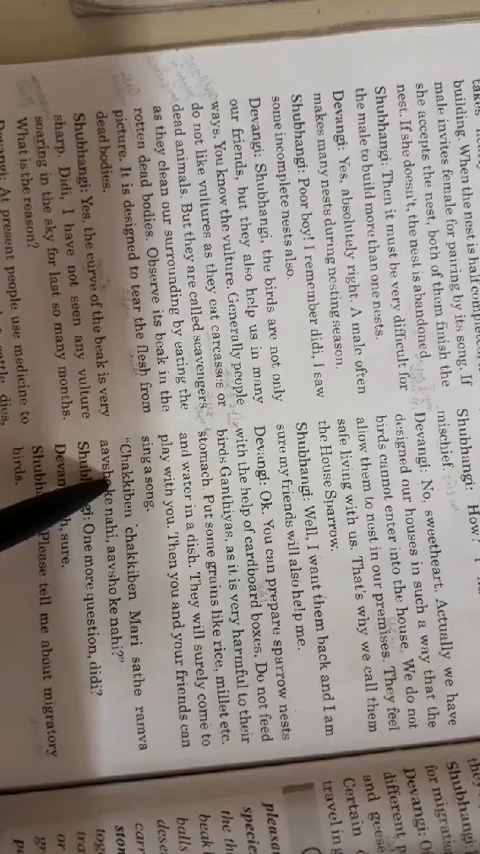 building. When the nest is half
male invites female for pairing by its song. If
she accepts the nest, both of them finish the
nest. If she doesn't, the nest is abandoned.
Shubhangi: Then it must be very difficult for
the male to build more than one nests.
Devangi: Yes, absolutely right. A male often
makes many nests during nesting season.
Shubhangi: Poor boy! I remember didi, I saw
some incomplete nests also.
Devangi: Shubhangi, the birds are not only
our friends, but they also help us in many
ways. You know the vulture. Generally people
do not like vultures as they eat carcasses or
dead animals. But they are called scavengers
as they clean our surrounding by eating the
rotten dead bodies. Observe its beak in the
picture. It is designed to tear the flesh from
dead bodies.
Shubhangi: Yes, the curve of the beak is very
sharp. Didi, I have not seen any vulture
soaring in the sky for last so many months.
What is the reason?
Devangi: At present people use medicine to
cattle dies,
Shubhangi: How?
mischief.
Devangi: No, sweetheart. Actually we have
designed our houses in such a way that the
birds cannot enter into the house. We do not
allow them to nest in our premises. They feel
safe living with us. That's why we call them
the House Sparrow.
Shubhangi: Well, I want them back and I am
sure my friends will also help me.
Devangi: Ok. You can prepare sparrow nests
with the help of cardboard boxes. Do not feed
birds Ganthiyas, as it is very harmful to their
stomach. Put some grains like rice, millet etc.
and water in a dish. They will surely come to
play with you. Then you and your friends can
sing a song.
"Chakkiben, chakkiben Mari sathe ramva
aavsho ke nahi, aavsho ke nahi?"
One more question, didi?
sure.
Please tell me about migratory
birds.
they
Shubhangi:
for
Devangi:
different
and geese
Certain
traveling
the
beak
balls